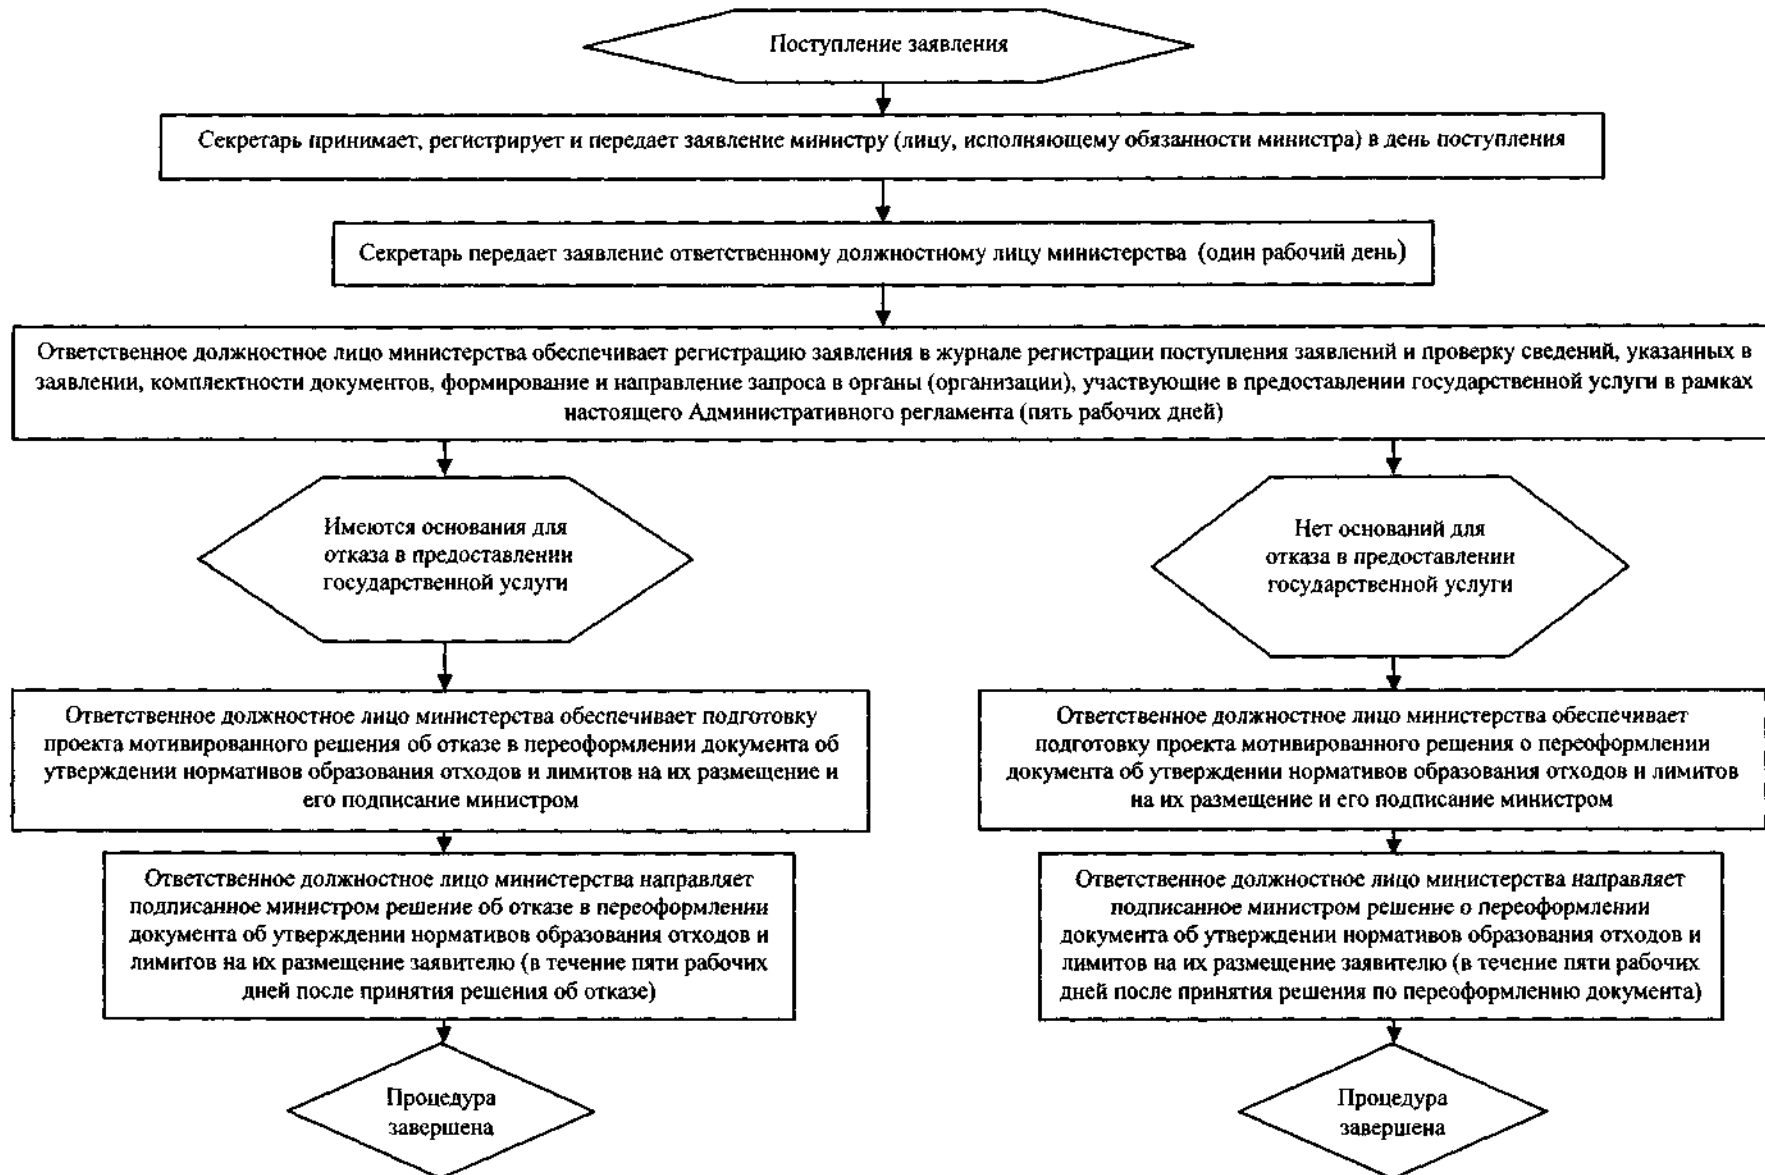 Поступление заявления
Секретарь принимает, регистрирует и передает заявление министру (лицу, исполняющему обязанности министра) в день поступления
Секретарь передает заявление ответственному должностному лицу министерства (один рабочий день)
Ответственное должностное лицо министерства обеспечивает регистрацию заявления в журнале регистрации поступления заявлений и проверку сведений, указанных в
заявлении, комплектности документов, формирование и направление запроса в органы (организации), участвующие в предоставлении государственной услуги в рамках
настоящего Административного регламента (пять рабочих дней)
Имеются основания для
отказа в предоставлении
государственной услуги
Нет оснований для
отказа в предоставлении
государственной услуги
Ответственное должностное лицо министерства обеспечивает подготовку
проекта мотивированного решения об отказе в переоформлении документа об
утверждении нормативов образования отходов и лимитов на их размещение и
его подписание министром
Ответственное должностное лицо министерства обеспечивает
подготовку проекта мотивированного решения о переоформлении
документа об утверждении нормативов образования отходов и лимитов
на их размещение и его подписание министром
Ответственное должностное лицо министерства направляет
подписанное министром решение об отказе в переоформлении
документа об утверждении нормативов образования отходов и
лимитов на их размещение заявителю (в течение пяти рабочих
дней после принятия решения об отказе)
Ответственное должностное лицо министерства направляет
подписанное министром решение о переоформлении
документа об утверждении нормативов образования отходов и
лимитов на их размещение заявителю (в течение пяти рабочих
дней после принятия решения по переоформлению документа)
Процедура
завершена
Процедура
завершена